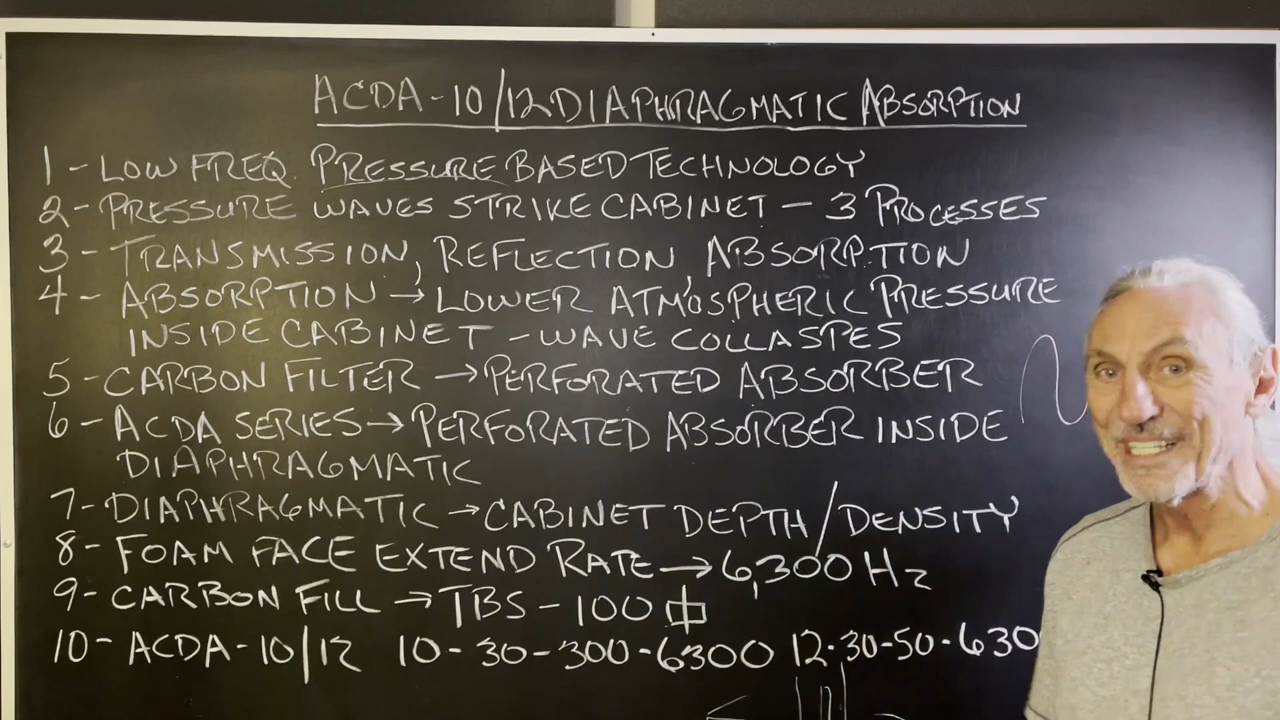 ACDA-10/12 DIAPHRAGMATIC ABSORPTION
1- LOW FREQ. PRESSURE BASED TECHNOLOGY
2- PRESSURE WAVES STRIKE CABINET - 3 PROCESSES
3- TRANSMISSION, REFLECTION, ABSORPTION
4- ABSORPTION → LOWER ATMOSPHERIC PRESSURE
INSIDE CABINET - WAVE COLLASPES
5- CARBON FILTER → PERFORATED ABSORBER
6- ACDA SERIES → PERFORATED ABSORBER INSIDE
DIAPHRAGMATIC
7- DIAPHRAGMATIC → CABINET DEPTH/DENSITY
8- FOAM FACE EXTEND RATE → 6,300 Hz
9- CARBON FILL → TBS - 100
10- ACDA-10/12 10-30-300-6300 12-30-50-630